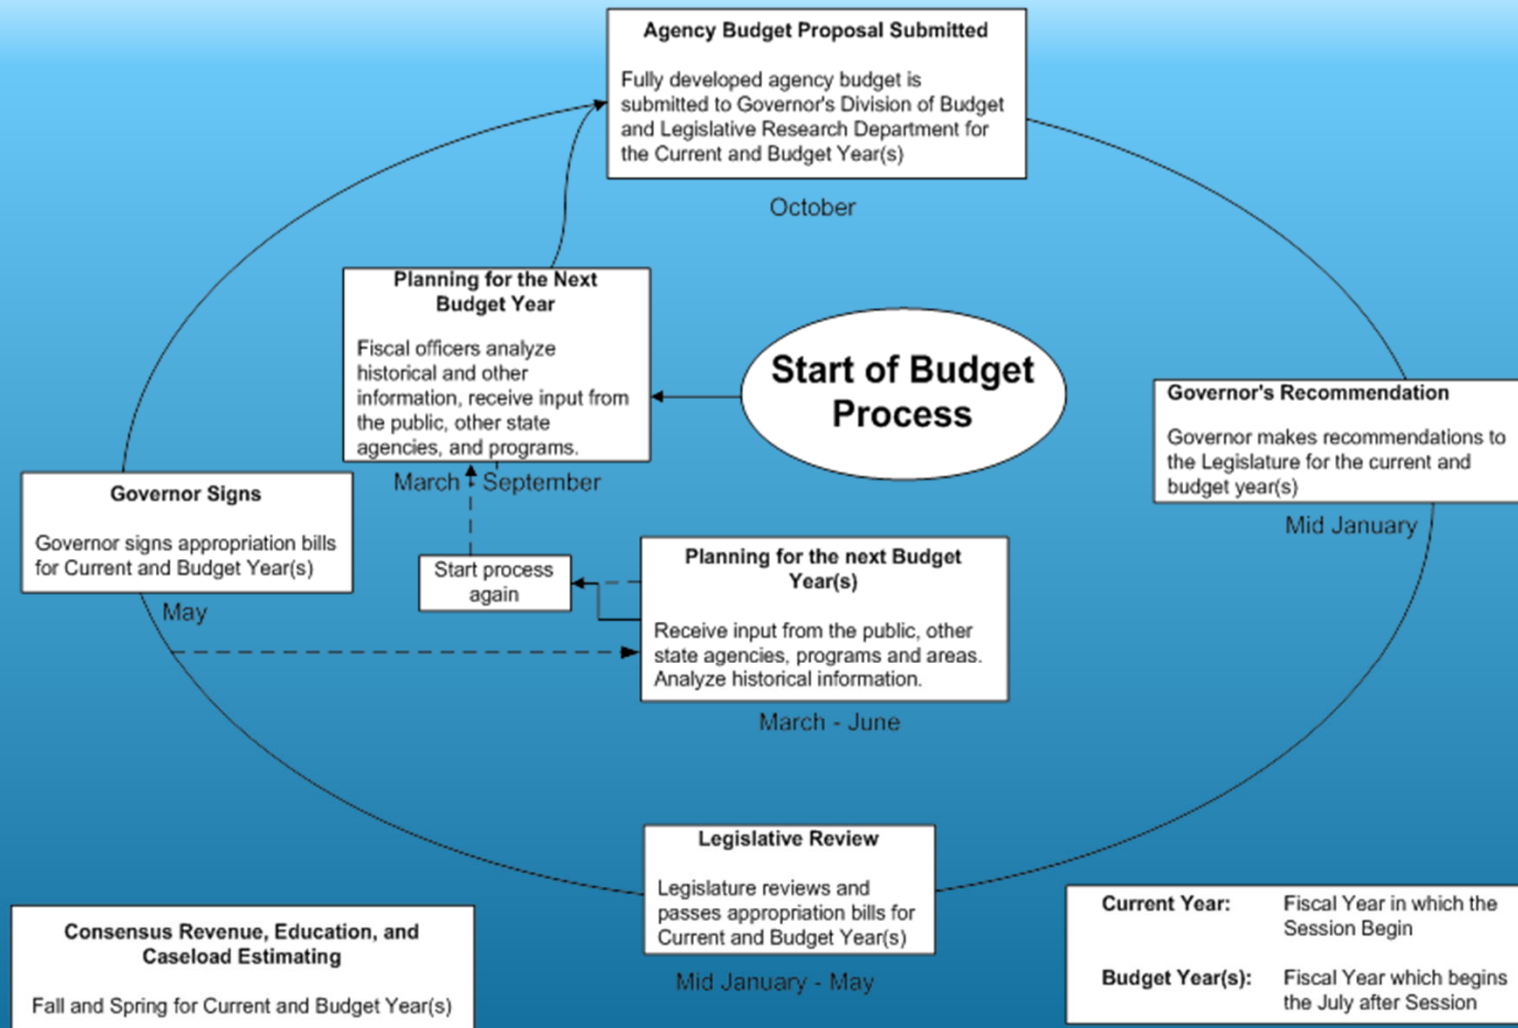 Agency Budget Proposal Submitted
Fully developed agency budget is
submitted to Governor's Division of Budget
and Legislative Research Department for
the Current and Budget Year(s)
October
Planning for the Next
Budget Year
Fiscal officers analyze
historical and other
information, receive input from
the public, other state
agencies, and programs.
March - September
Start of Budget
Process
Governor's Recommendation
Governor makes recommendations to
the Legislature for the current and
budget year(s)
Mid January
Governor Signs
Governor signs appropriation bills
for Current and Budget Year(s)
May
Start process
again
Planning for the next Budget
Year(s)
Receive input from the public, other
state agencies, programs and areas.
Analyze historical information.
March - June
Legislative Review
Legislature reviews and
passes appropriation bills for
Current and Budget Year(s)
Mid January - May
Consensus Revenue, Education, and
Caseload Estimating
Fall and Spring for Current and Budget Year(s)
Current Year: Fiscal Year in which the
Session Begin
Budget Year(s): Fiscal Year which begins
the July after Session